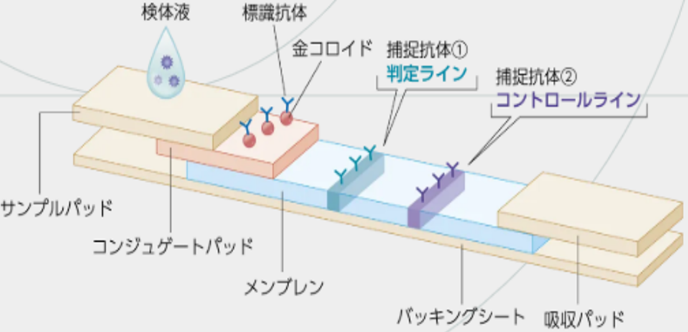 検体液
標識抗体
金コロイド
捕捉抗体①
判定ライン
捕捉抗体②
コントロールライン
サンプルパッド
コンジュゲートパッド
メンブレン
バッキングシート
吸収パッド